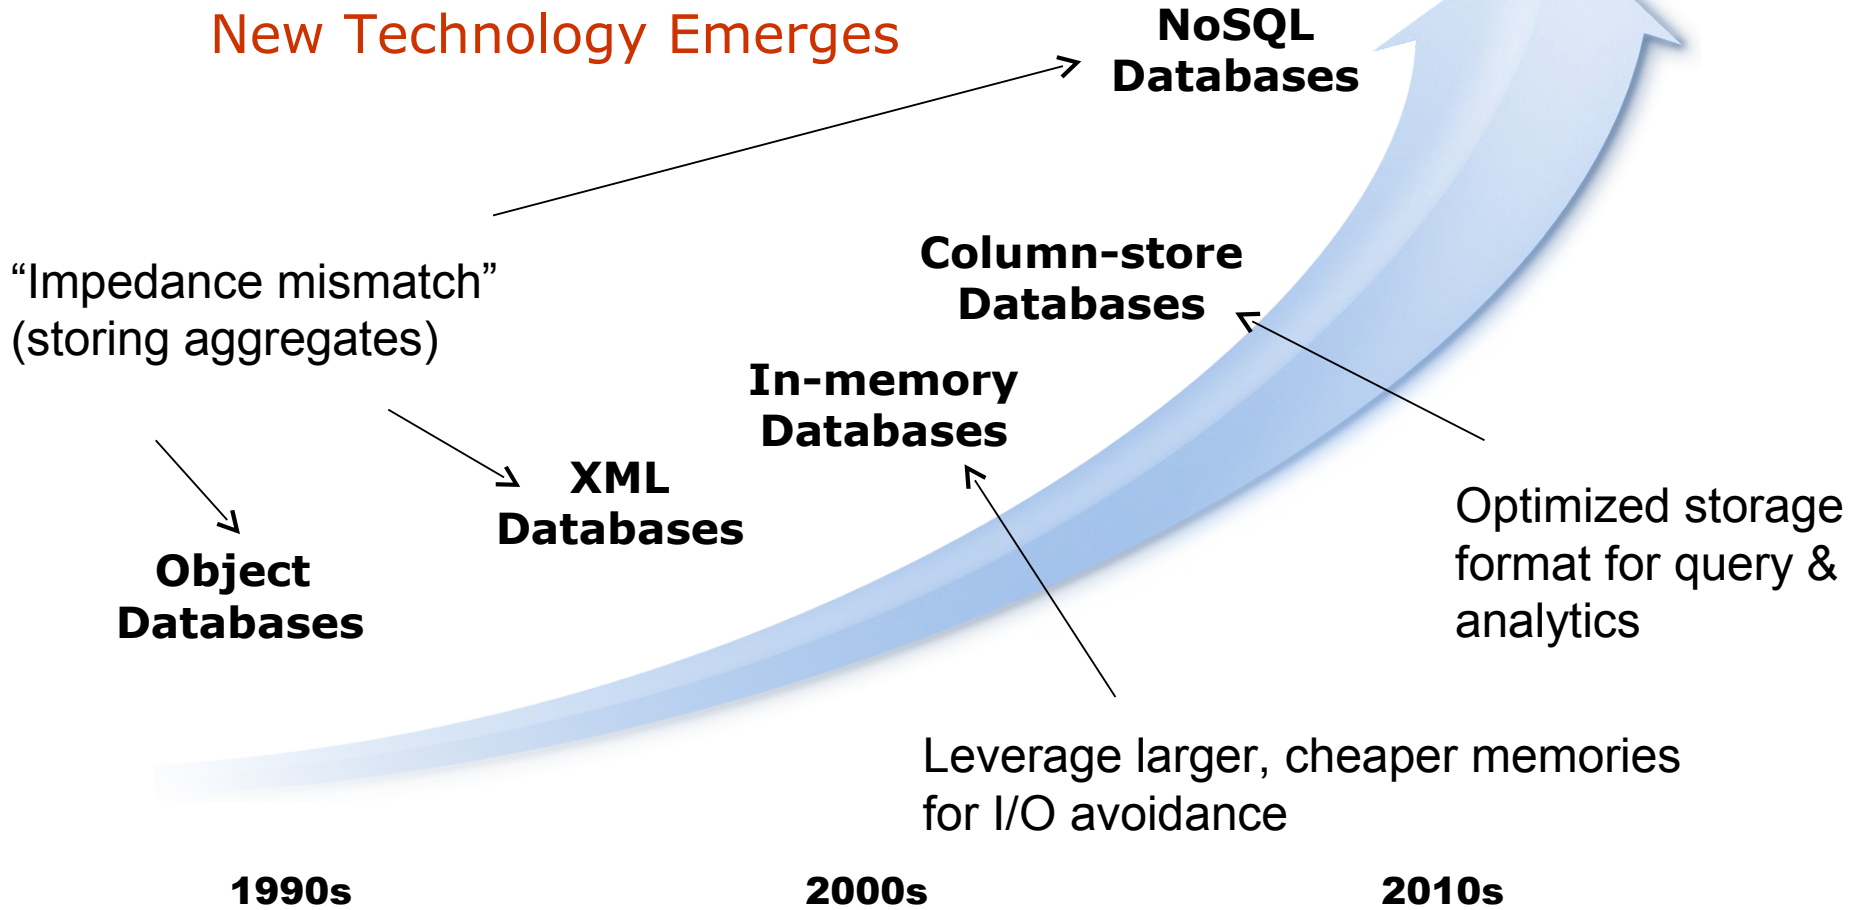 New Technology Emerges
NoSQL
Databases
“Impedance mismatch”
(storing aggregates)
Column-store
Databases
In-memory
Databases
XML
Databases
Object
Databases
Optimized storage
format for query &
analytics
Leverage larger, cheaper memories
for I/O avoidance
1990s
2000s
2010s